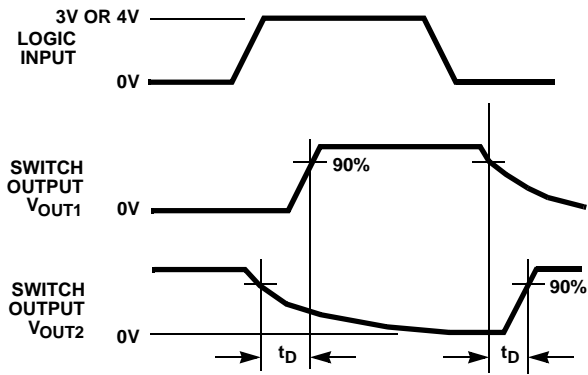 3V OR 4V
LOGIC
INPUT
0V
SWITCH
OUTPUT
VOUT1
90%
0V
SWITCH
OUTPUT
VOUT2
90%
0V
tD
tD